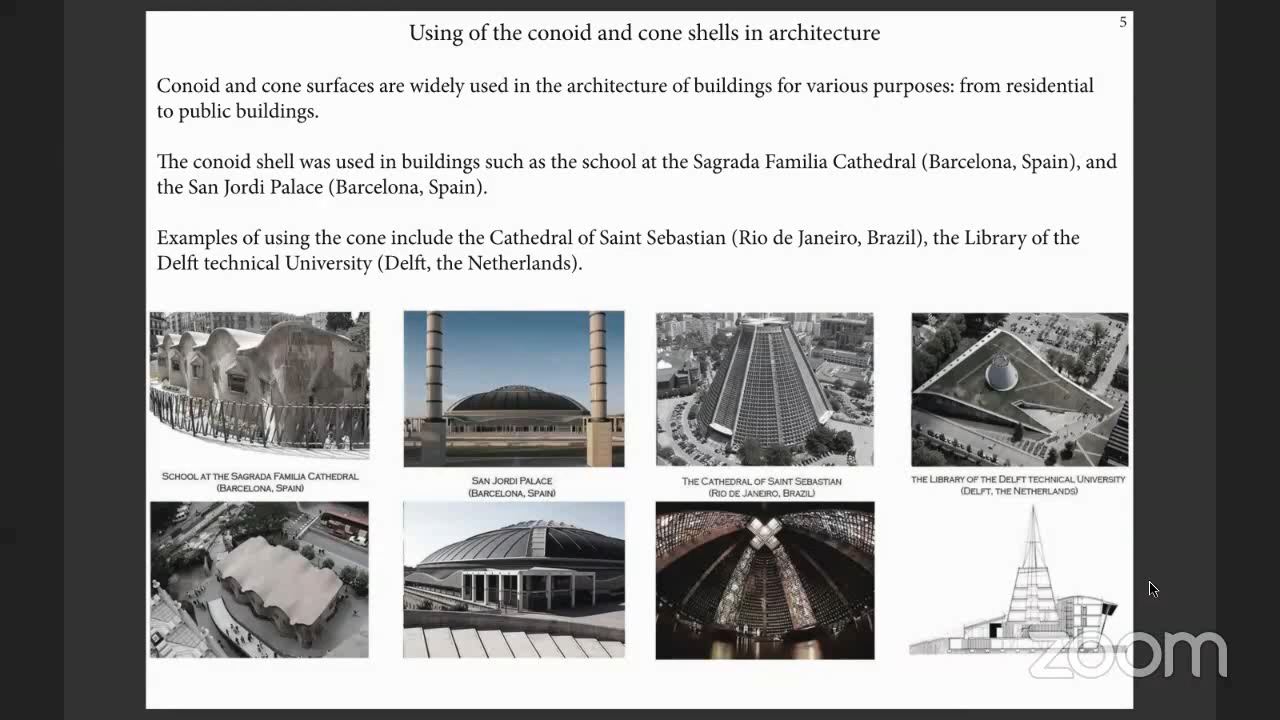 5
Using of the conoid and cone shells in architecture
Conoid and cone surfaces are widely used in the architecture of buildings for various purposes: from residential
to public buildings.
The conoid shell was used in buildings such as the school at the Sagrada Familia Cathedral (Barcelona, Spain), and
the San Jordi Palace (Barcelona, Spain).
Examples of using the cone include the Cathedral of Saint Sebastian (Rio de Janeiro, Brazil), the Library of the
Delft technical University (Delft, the Netherlands).
SCHOOL AT THE SAGRADA FAMILIA CATHEDRAL
(BARCELONA, SPAIN)
SAN JORDI PALACE
(BARCELONA, SPAIN)
THE CATHEDRAL OF SAINT SEBASTIAN
(RIO DE JANEIRO, BRAZIL)
THE LIBRARY OF THE DELFT TECHNICAL UNIVERSITY
(DELFT, THE NETHERLANDS)
zoom